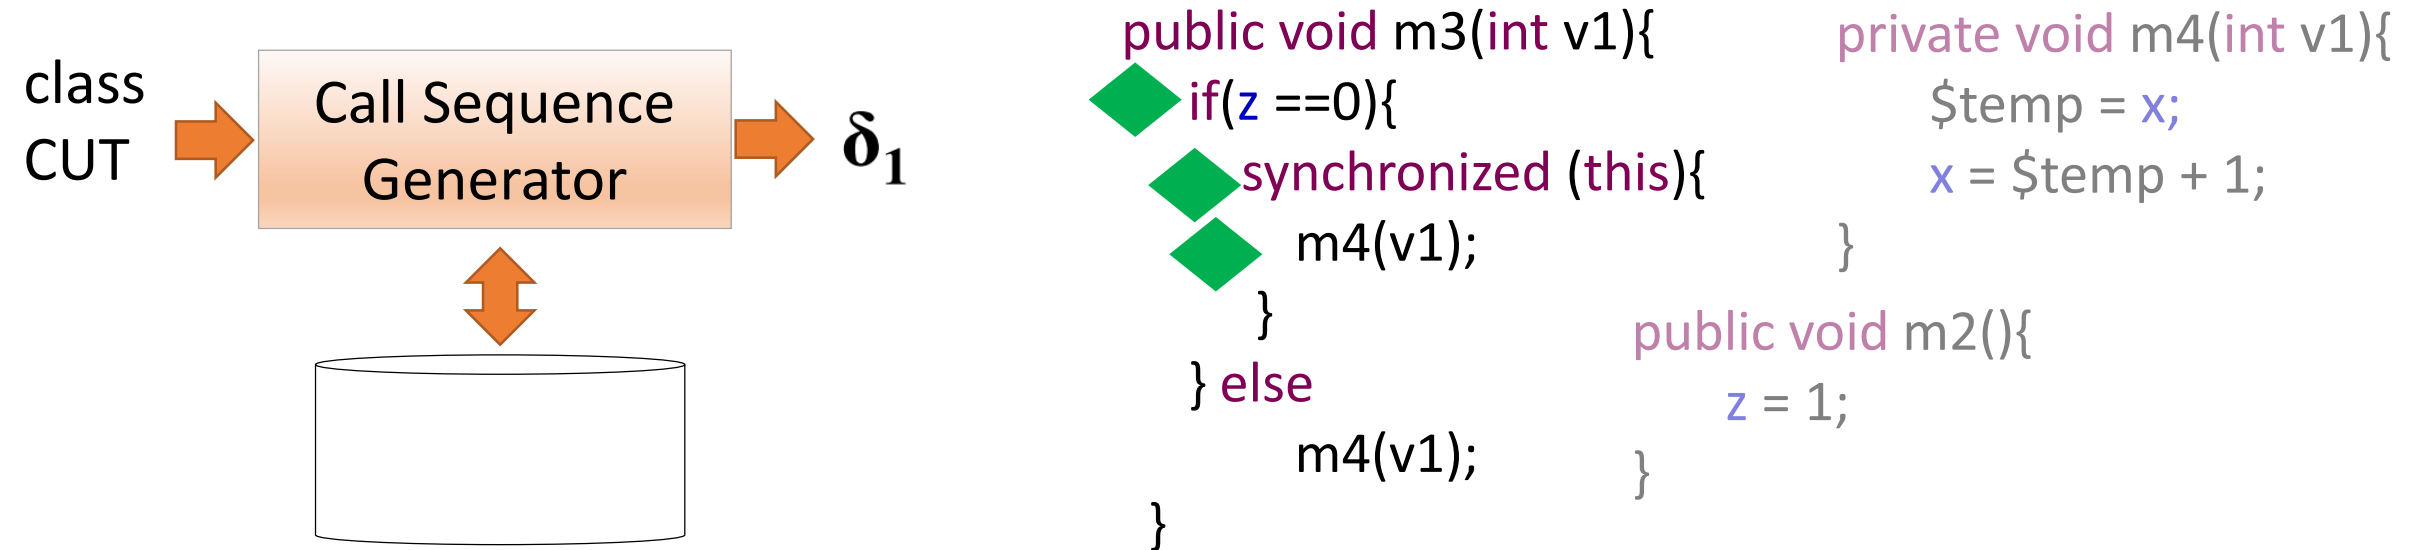 class
CUT
Call Sequence
Generator
δ1
public void m3(int v1){
if(z ==0){
synchronized (this){
m4(v1);
}
} else
m4(v1);
}
private void m4(int v1){
$temp = x;
x = $temp + 1;
}
public void m2(){
z = 1;
}